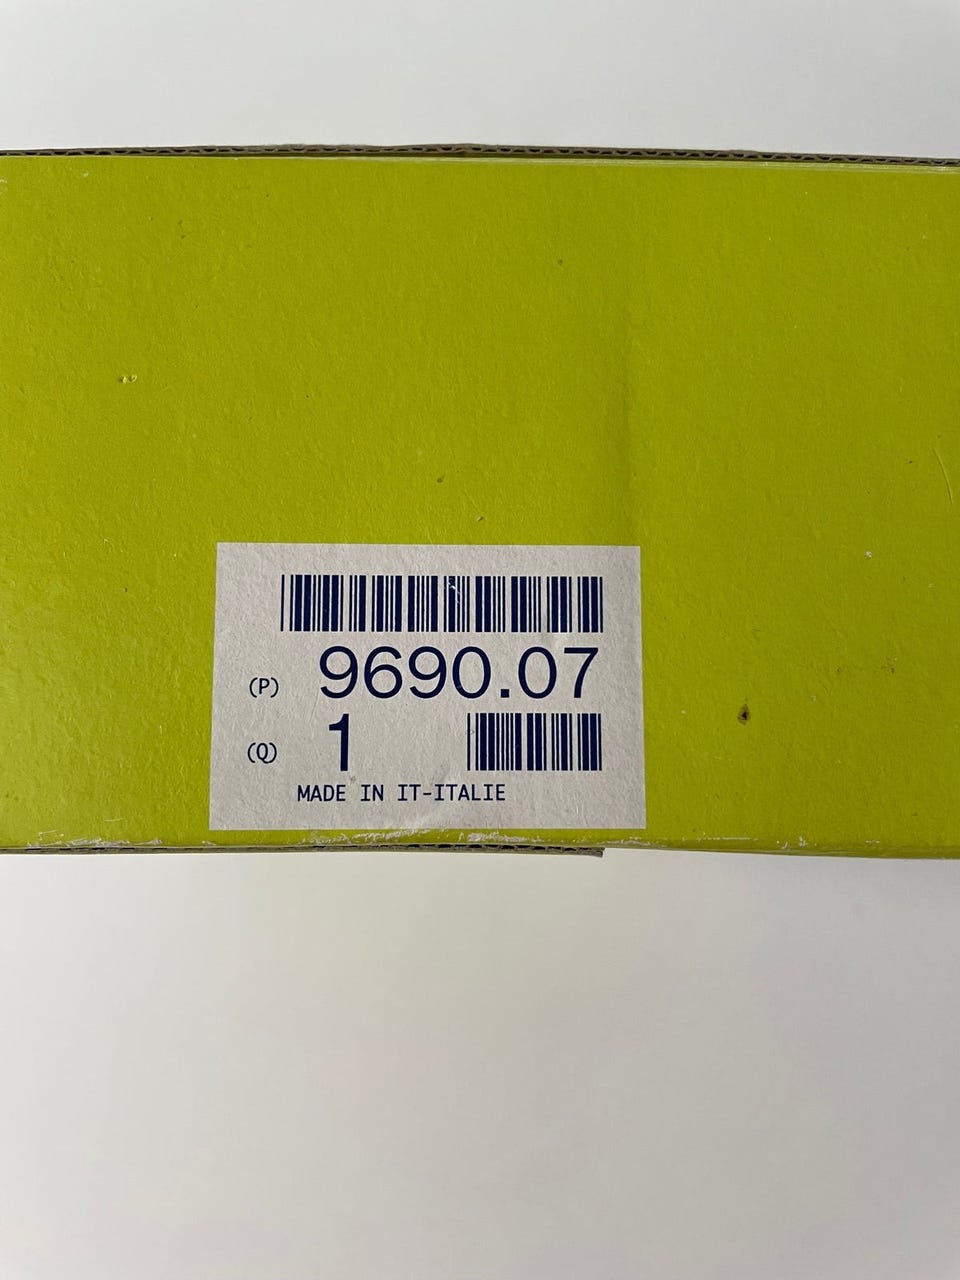 (P) 9690.07
(Q) 1
MADE IN IT-ITALIE